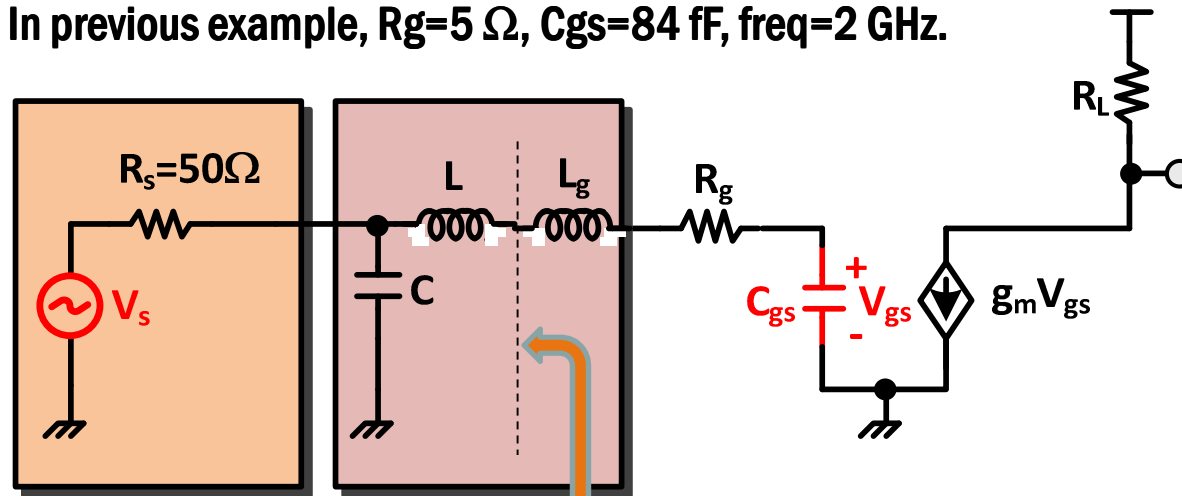 In previous example, Rg=5 Ω, Cgs=84 fF, freq=2 GHz.
RL
Rs=50Ω
L
Lg
Rg
Vs
C
Cgs
+
Vgs
-
gmVgs